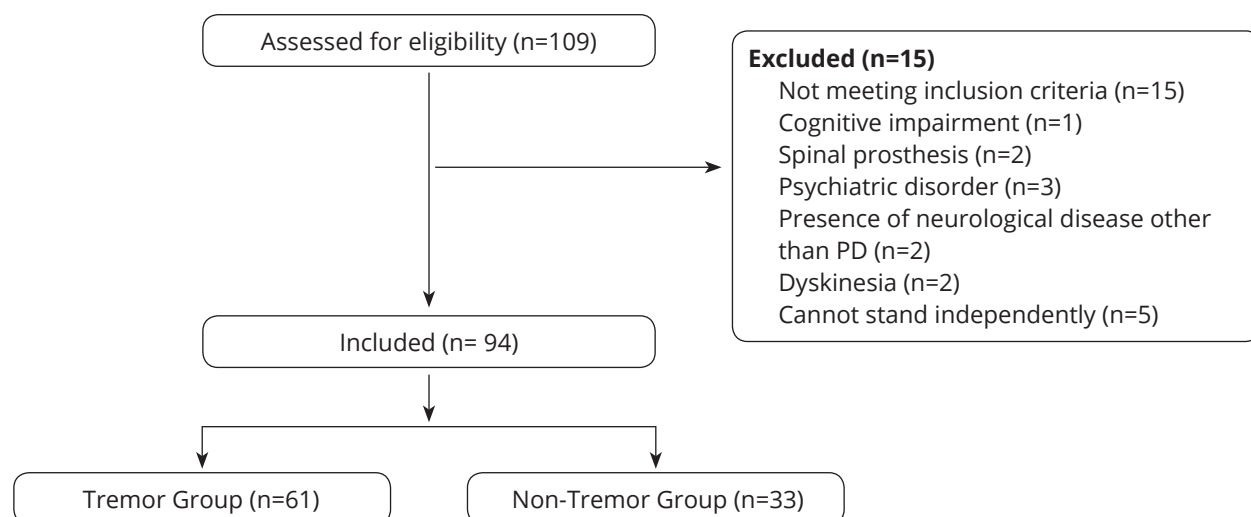 Assessed for eligibility (n=109)
Excluded (n=15)
Not meeting inclusion criteria (n=15)
Cognitive impairment (n=1)
Spinal prosthesis (n=2)
Psychiatric disorder (n=3)
Presence of neurological disease other
than PD (n=2)
Dyskinesia (n=2)
Cannot stand independently (n=5)
Included (n= 94)
Tremor Group (n=61)
Non-Tremor Group (n=33)